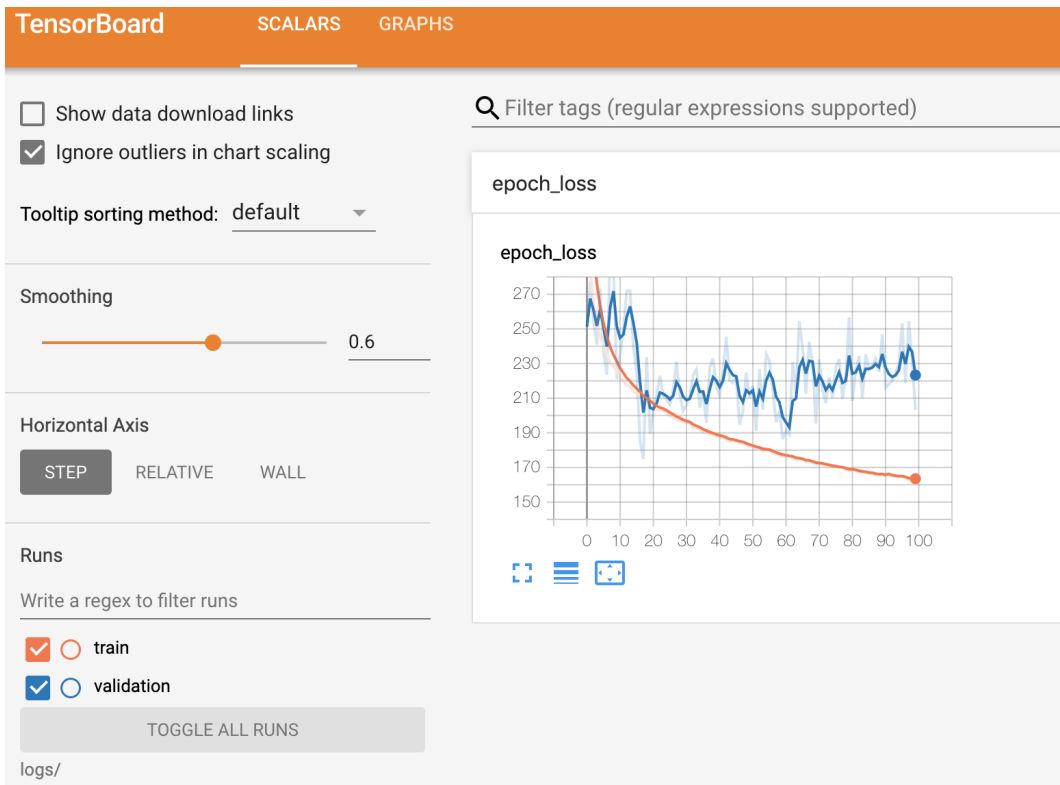 TensorBoard SCALARS GRAPHS
Show data download links
Ignore outliers in chart scaling
Tooltip sorting method: default
Smoothing
0.6
Horizontal Axis
STEP RELATIVE WALL
Runs
Write a regex to filter runs
train
validation
TOGGLE ALL RUNS
logs/
Filter tags (regular expressions supported)
epoch_loss
epoch_loss
270
250
230
210
190
170
150
0 10 20 30 40 50 60 70 80 90 100